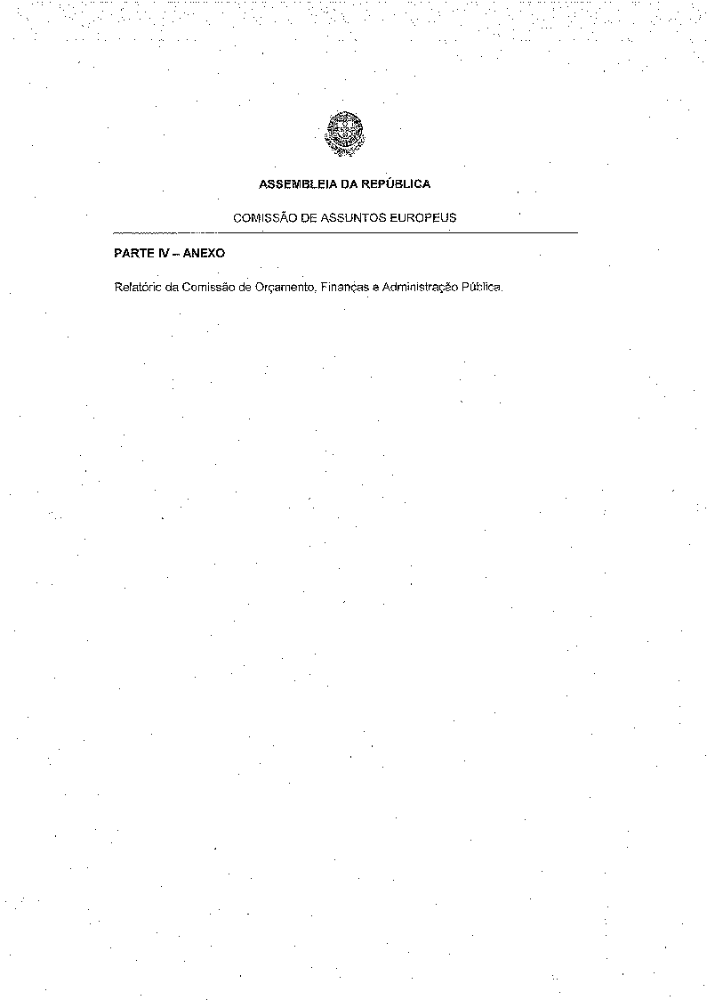 ASSEMBLEIA DA REPÚBLICA
COMISSÃO DE ASSUNTOS EUROPEUS
PARTE IV – ANEXO
Relatório da Comissão de Orçamento, Finanças e Administração Pública.